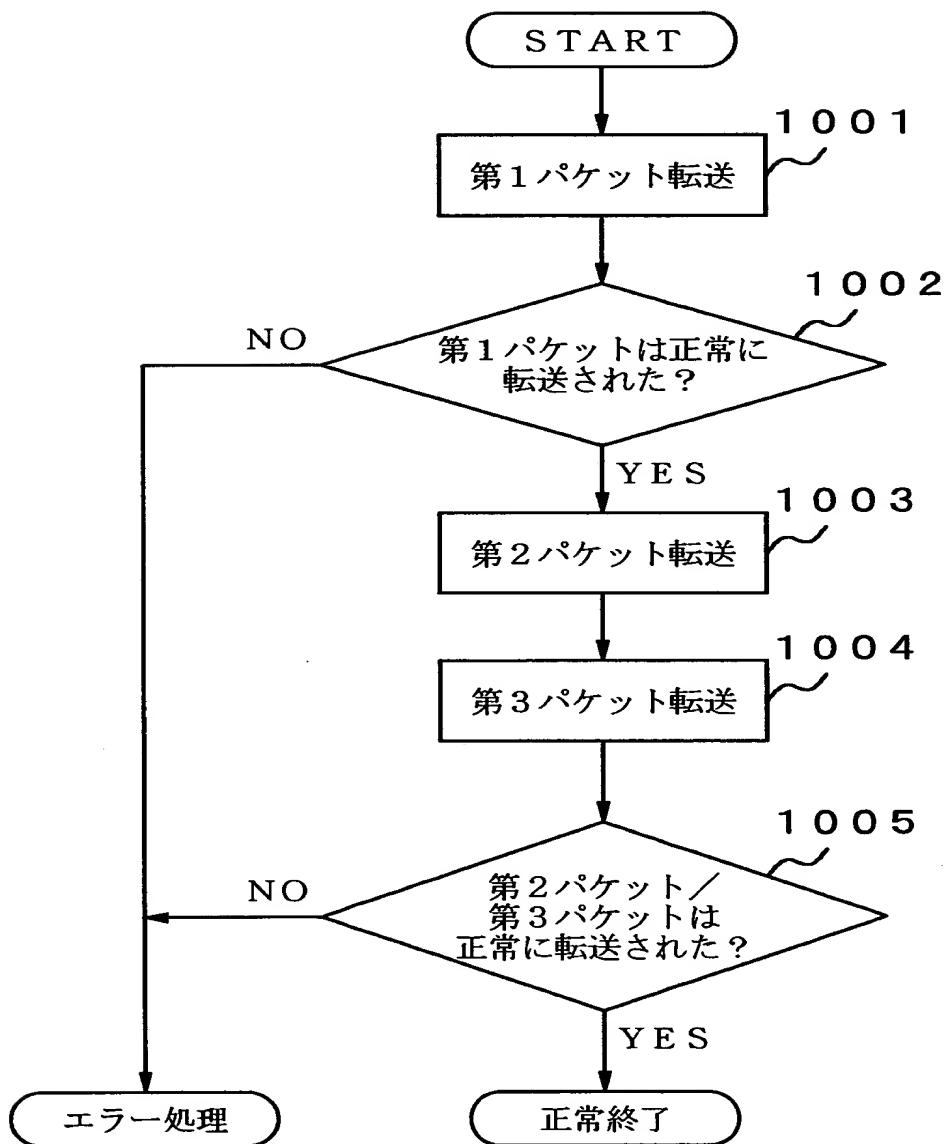 START
1001
第1パケット転送
1002
NO
第1パケットは正常に
転送された?
YES
1003
第2パケット転送
1004
第3パケット転送
1005
NO
第2パケット/
第3パケットは
正常に転送された?
YES
エラー処理
正常終了